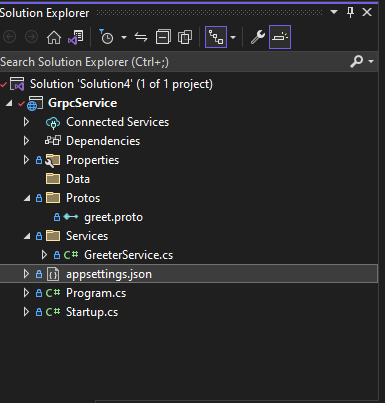 Solution Explorer
Search Solution Explorer (Ctrl+;)
Solution 'Solution4' (1 of 1 project)
GrpcService
Connected Services
Dependencies
Properties
Data
Protos
greet.proto
Services
C# GreeterService.cs
appsettings.json
C# Program.cs
C# Startup.cs